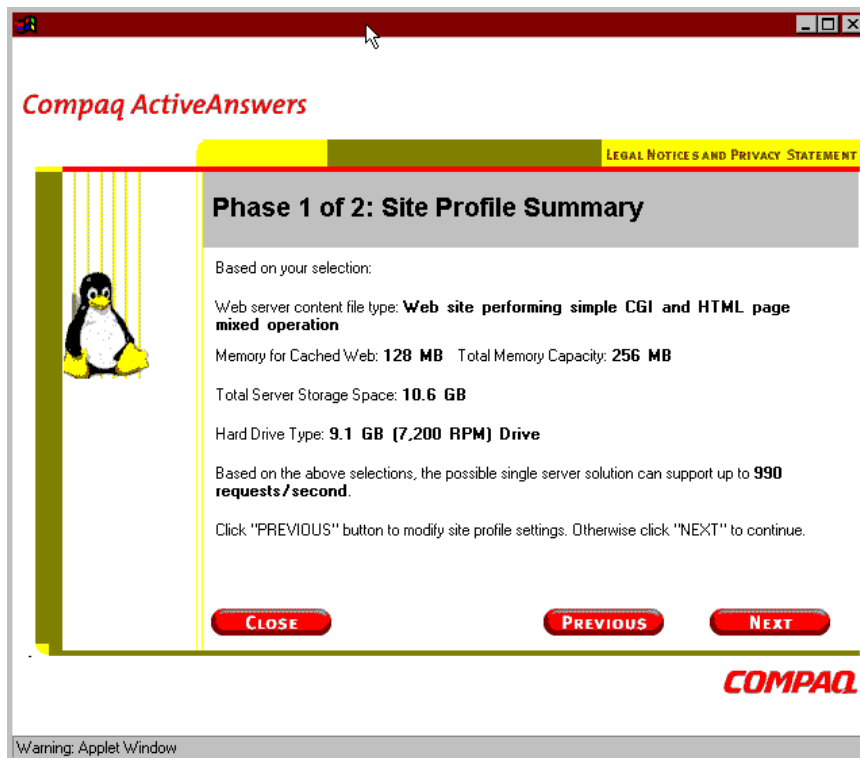 Compaq ActiveAnswers
LEGAL NOTICES AND PRIVACY STATEMENT
Phase 1 of 2: Site Profile Summary
Based on your selection:
Web server content file type: Web site performing simple CGI and HTML page
mixed operation
Memory for Cached Web: 128 MB Total Memory Capacity: 256 MB
Total Server Storage Space: 10.6 GB
Hard Drive Type: 9.1 GB (7,200 RPM) Drive
Based on the above selections, the possible single server solution can support up to 990
requests/second.
Click "PREVIOUS" button to modify site profile settings. Otherwise click "NEXT" to continue.
CLOSE PREVIOUS NEXT
COMPAQ
Warning: Applet Window